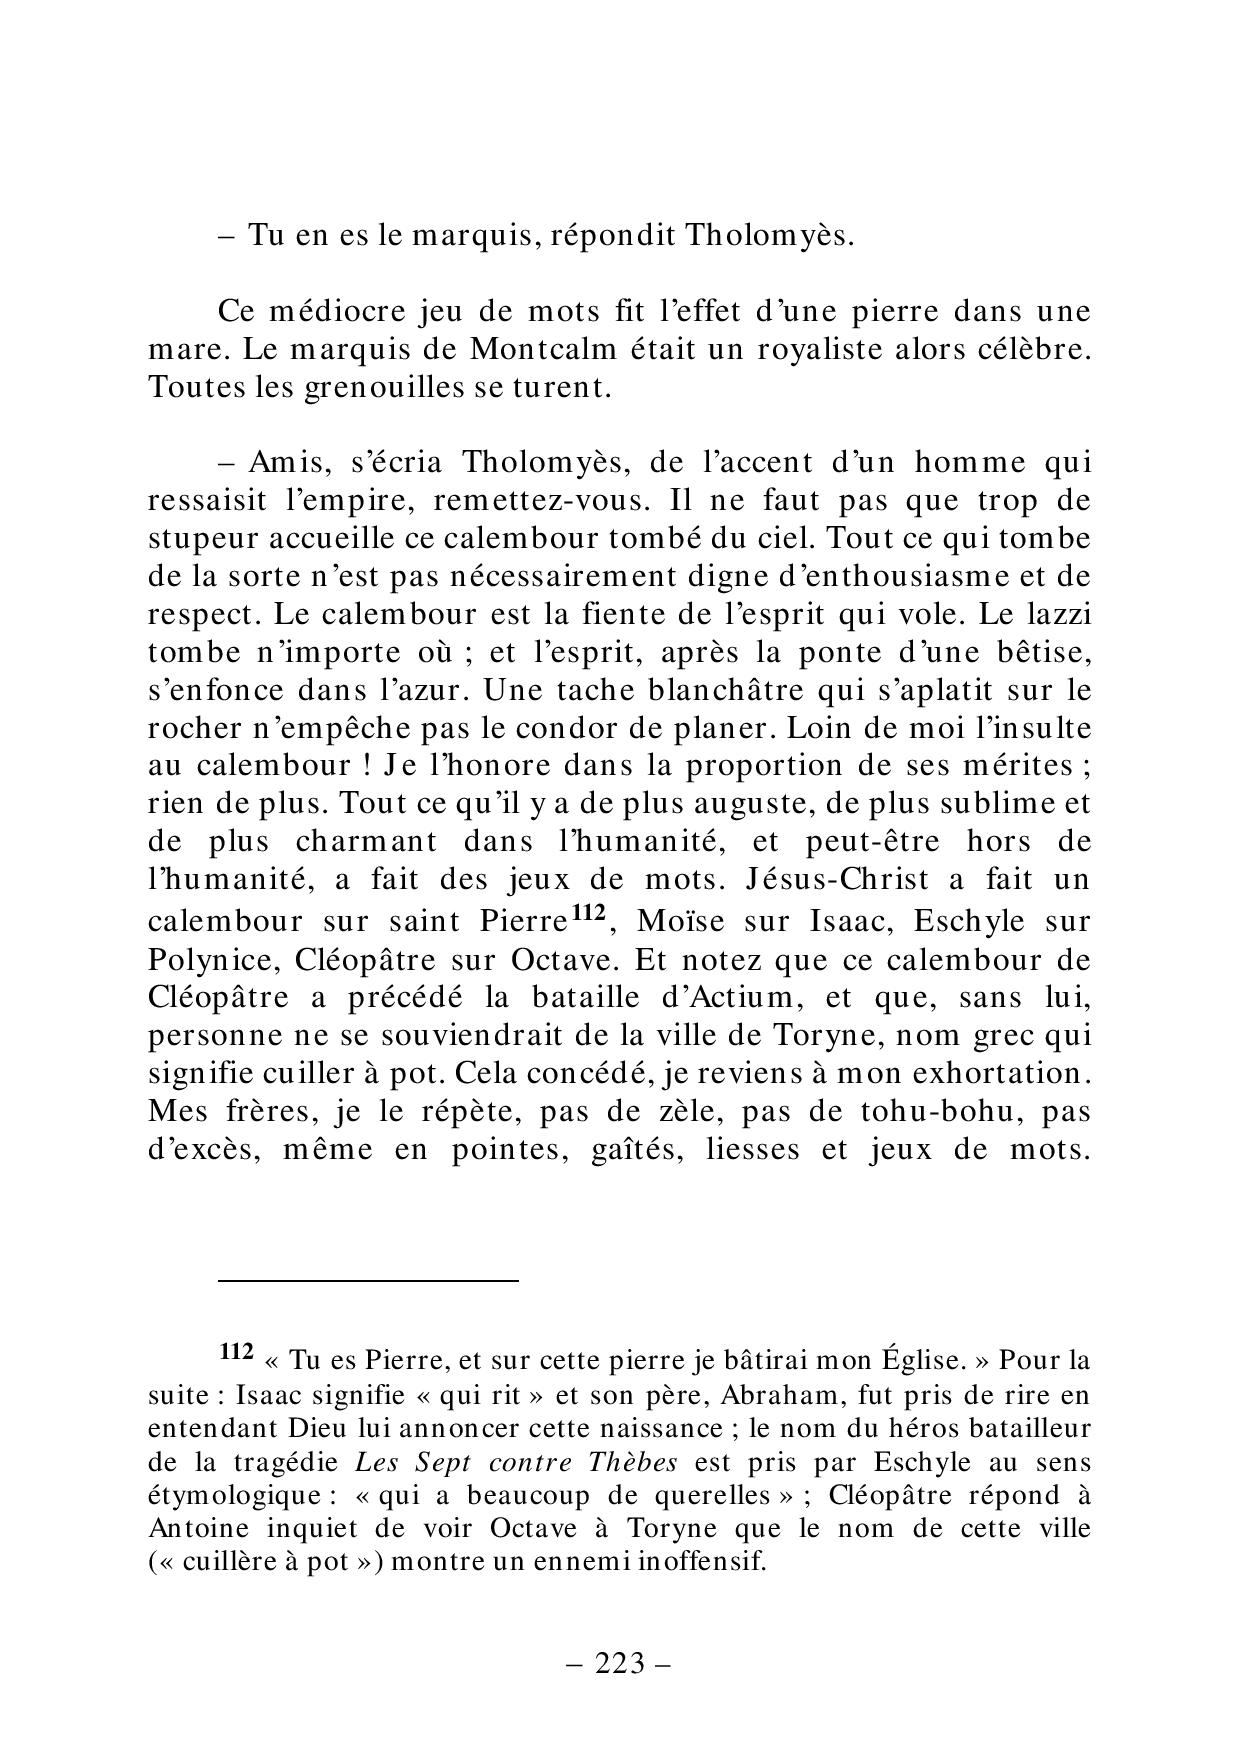 – Tu en es le marquis, répondit Tholomyès.
Ce médiocre jeu de mots fit l’effet d’une pierre dans une
mare. Le marquis de Montcalm était un royaliste alors célèbre.
Toutes les grenouilles se turent.
– Amis, s’écria Tholomyès, de l’accent d’un homme qui
ressaisit l’empire, remettez-vous. Il ne faut pas que trop de
stupeur accueille ce calembour tombé du ciel. Tout ce qui tombe
de la sorte n’est pas nécessairement digne d’enthousiasme et de
respect. Le calembour est la fiente de l’esprit qui vole. Le lazzi
tombe n’importe où ; et l’esprit, après la ponte d’une bêtise,
s’enfonce dans l’azur. Une tache blanchâtre qui s’aplatit sur le
rocher n’empêche pas le condor de planer. Loin de moi l’insulte
au calembour ! Je l’honore dans la proportion de ses mérites ;
rien de plus. Tout ce qu’il y a de plus auguste, de plus sublime et
de plus charmant dans l’humanité, et peut-être hors de
l’humanité, a fait des jeux de mots. Jésus-Christ a fait un
calembour sur saint Pierre112, Moïse sur Isaac, Eschyle sur
Polynice, Cléopâtre sur Octave. Et notez que ce calembour de
Cléopâtre a précédé la bataille d’Actium, et que, sans lui,
personne ne se souviendrait de la ville de Toryne, nom grec qui
signifie cuiller à pot. Cela concédé, je reviens à mon exhortation.
Mes frères, je le répète, pas de zèle, pas de tohu-bohu, pas
d’excès, même en pointes, gaîtés, liesses et jeux de mots.
112 « Tu es Pierre, et sur cette pierre je bâtirai mon Église. » Pour la
suite : Isaac signifie « qui rit » et son père, Abraham, fut pris de rire en
entendant Dieu lui annoncer cette naissance ; le nom du héros batailleur
de la tragédie Les Sept contre Thèbes est pris par Eschyle au sens
étymologique : « qui a beaucoup de querelles » ; Cléopâtre répond à
Antoine inquiet de voir Octave à Toryne que le nom de cette ville
(« cuillère à pot ») montre un ennemi inoffensif.
– 223 –